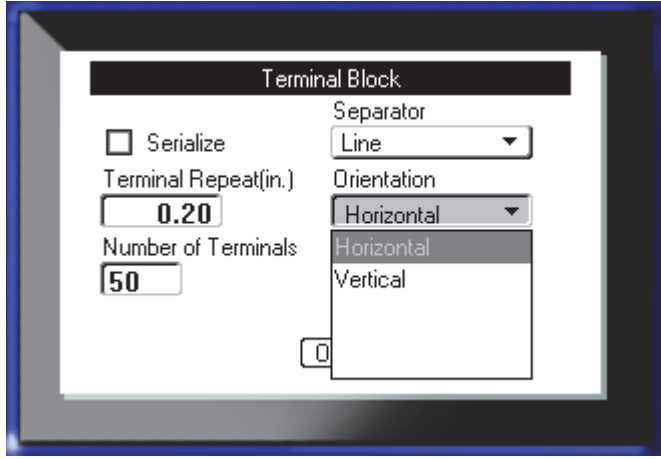 Terminal Block
Separator
Serialize
Line
Terminal Repeat(in.)
Orientation
0.20
Horizontal
Number of Terminals
Horizontal
50
Vertical